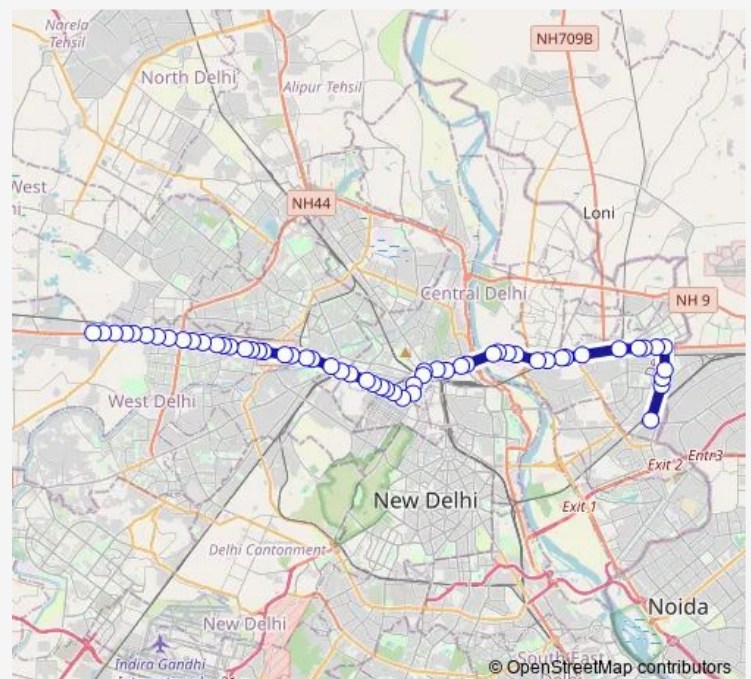 Narela
Tehsil
NH709B
North Delhi
Alipur Tehsil
West
NH44
Loni
Central Delhi
NH 9
West Delhi
Exit 2
Entr3
New Delhi
Exit 1
Delhi Cantonment
Noida
New Delhi
Indira Gandhi
South East
© OpenStreetMap contributors